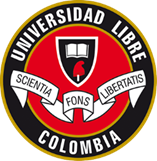 UNIVERSIDAD LIBRE
SCIENTIA
FONS
LIBERTATIS
COLOMBIA